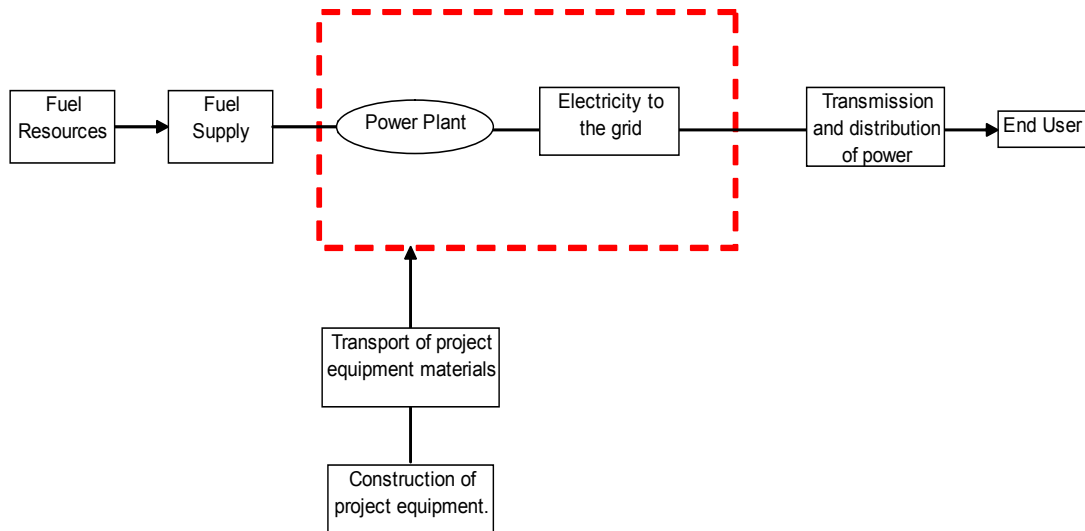 Fuel
Resources
Fuel
Supply
Power Plant
Electricity to
the grid
Transmission
and distribution
of power
End User
Transport of project
equipment materials
Construction of
project equipment.